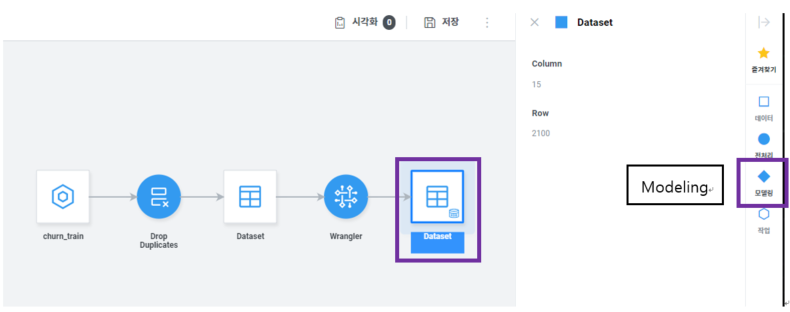 시각화 0
저장
Dataset
Column
15
Row
2100
즐겨찾기
데이터
전처리
모델링
작업
Modeling
churn_train
Drop
Duplicates
Dataset
Wrangler
Dataset